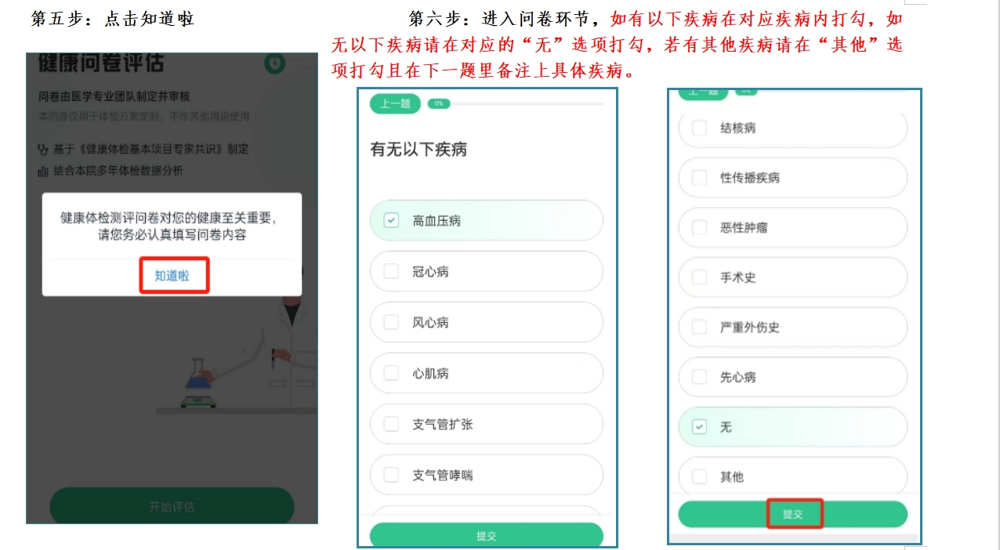 第五步：点击知道啦
第六步：进入问卷环节，如有以下疾病在对应疾病内打勾，如
无以下疾病请在对应的“无”选项打勾，若有其他疾病请在“其他”选
项打勾且在下一题里备注上具体疾病。
健康问卷评估
问卷由医学专业团队制定并审核
本问卷仅用于体检方案定制，不作其他用途使用
基于《健康体检基本项目专家共识》制定
结合本院多年体检数据分析
健康体检测评问卷对您的健康至关重要，
请您务必认真填写问卷内容
知道啦
开始评估
上一题
0%
有无以下疾病
高血压病
冠心病
风心病
心肌病
支气管扩张
支气管哮喘
提交
上一题
0%
结核病
性传播疾病
恶性肿瘤
手术史
严重外伤史
先心病
无
其他
提交